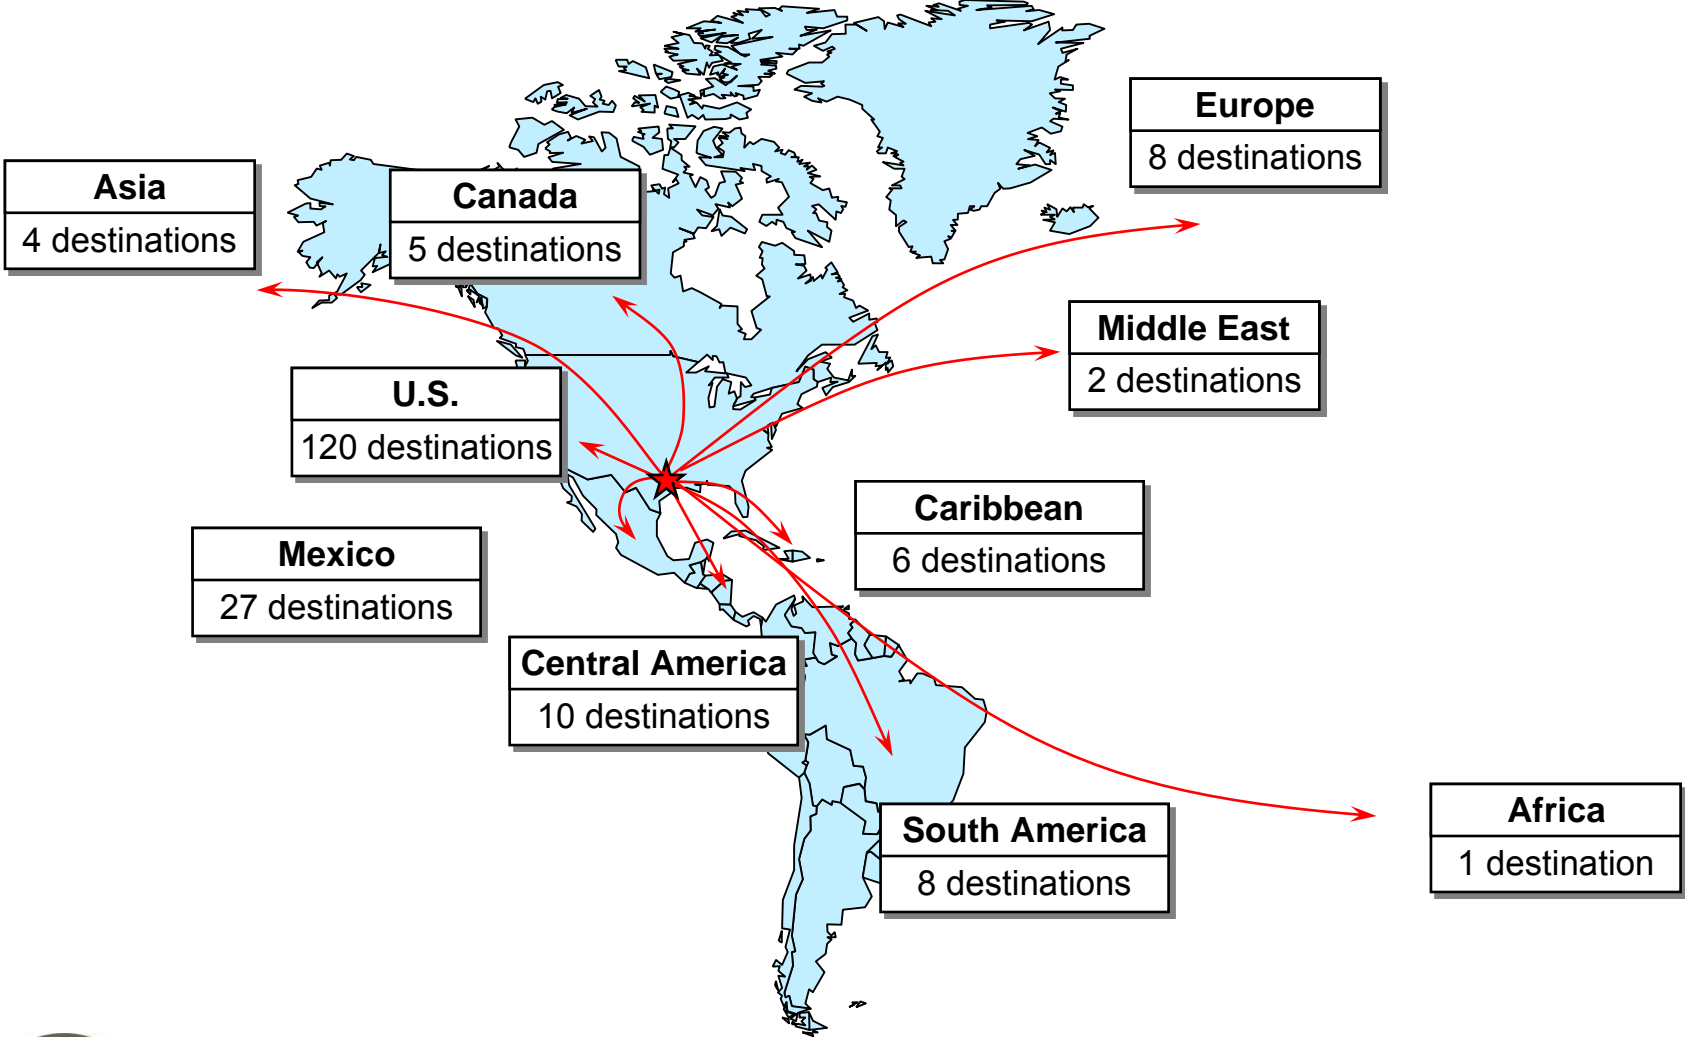 Europe
8 destinations
Asia
4 destinations
Canada
5 destinations
Middle East
2 destinations
U.S.
120 destinations
Caribbean
6 destinations
Mexico
27 destinations
Central America
10 destinations
South America
8 destinations
Africa
1 destination